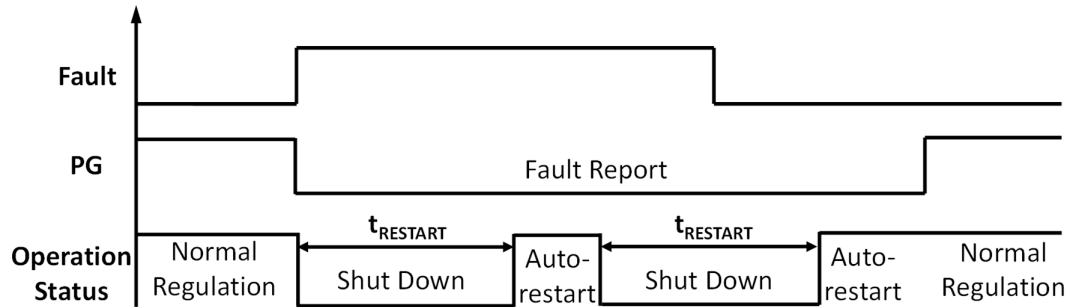 Fault
PG
Fault Report
Operation
Status
Normal
Regulation
tRESTART
Shut Down
Auto-
restart
tRESTART
Shut Down
Auto-
restart
Normal
Regulation